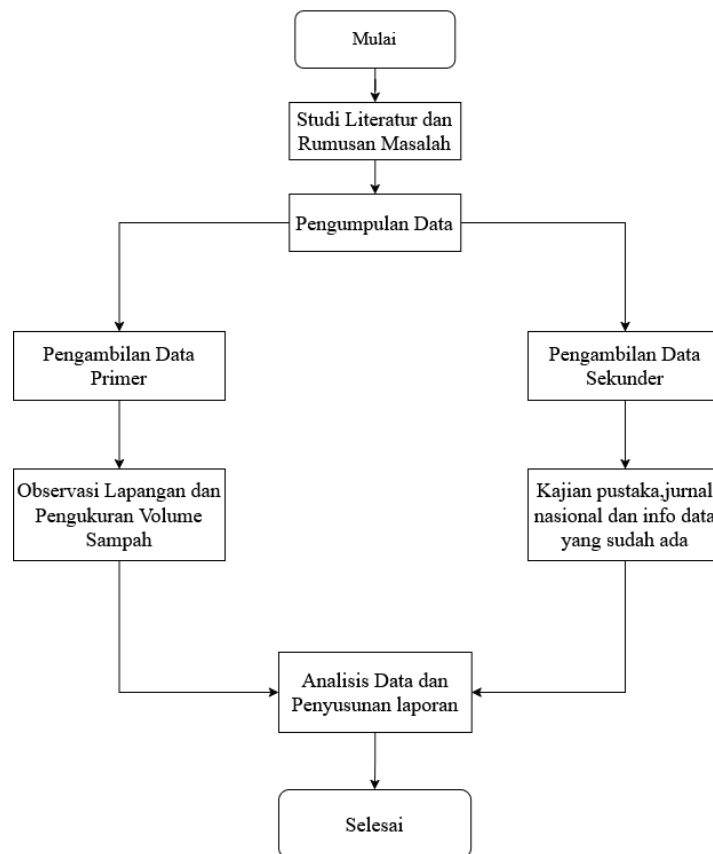 Mulai
Studi Literatur dan
Rumusan Masalah
Pengumpulan Data
Pengambilan Data
Primer
Pengambilan Data
Sekunder
Observasi Lapangan dan
Pengukuran Volume
Sampah
Kajian pustaka,jurnal
nasional dan info data
yang sudah ada
Analisis Data dan
Penyusunan laporan
Selesai